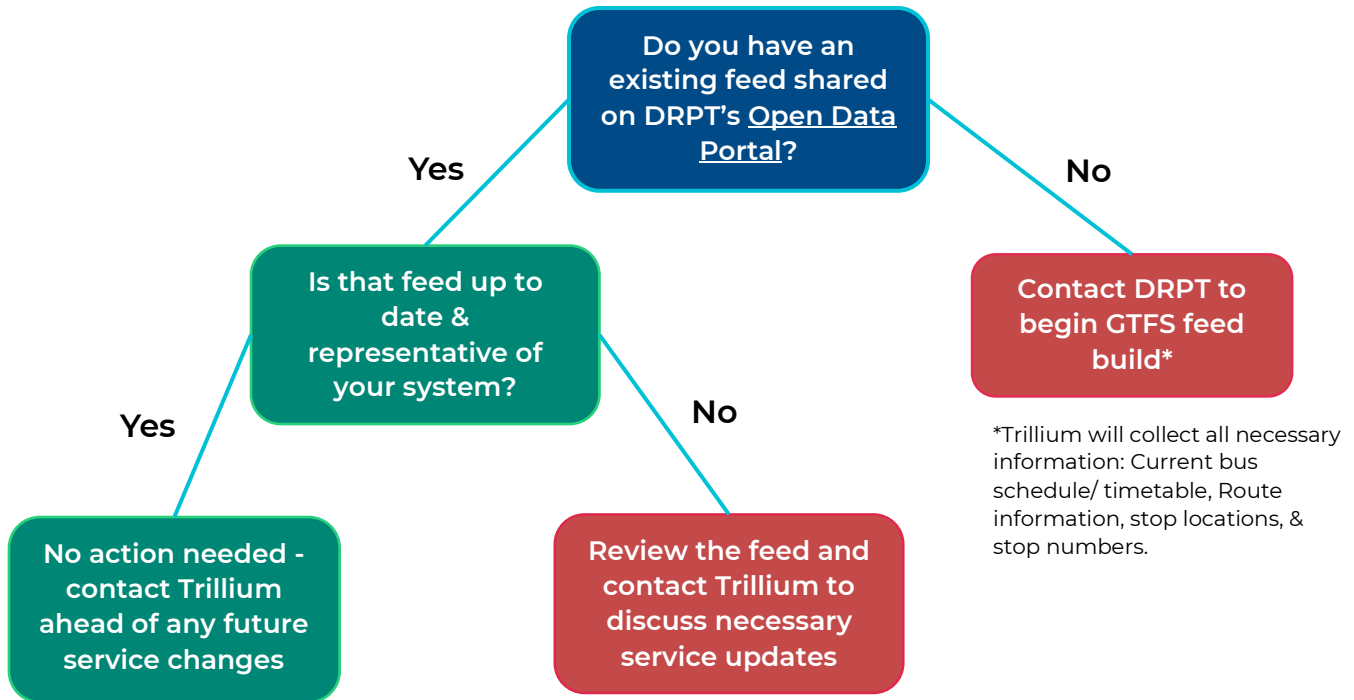 Do you have an
existing feed shared
on DRPT’s Open Data
Portal?
Yes
No
Is that feed up to
date &
representative of
your system?
Contact DRPT to
begin GTFS feed
build*
Yes
No
*Trillium will collect all necessary
information: Current bus
schedule/ timetable, Route
information, stop locations, &
stop numbers.
No action needed -
contact Trillium
ahead of any future
service changes
Review the feed and
contact Trillium to
discuss necessary
service updates